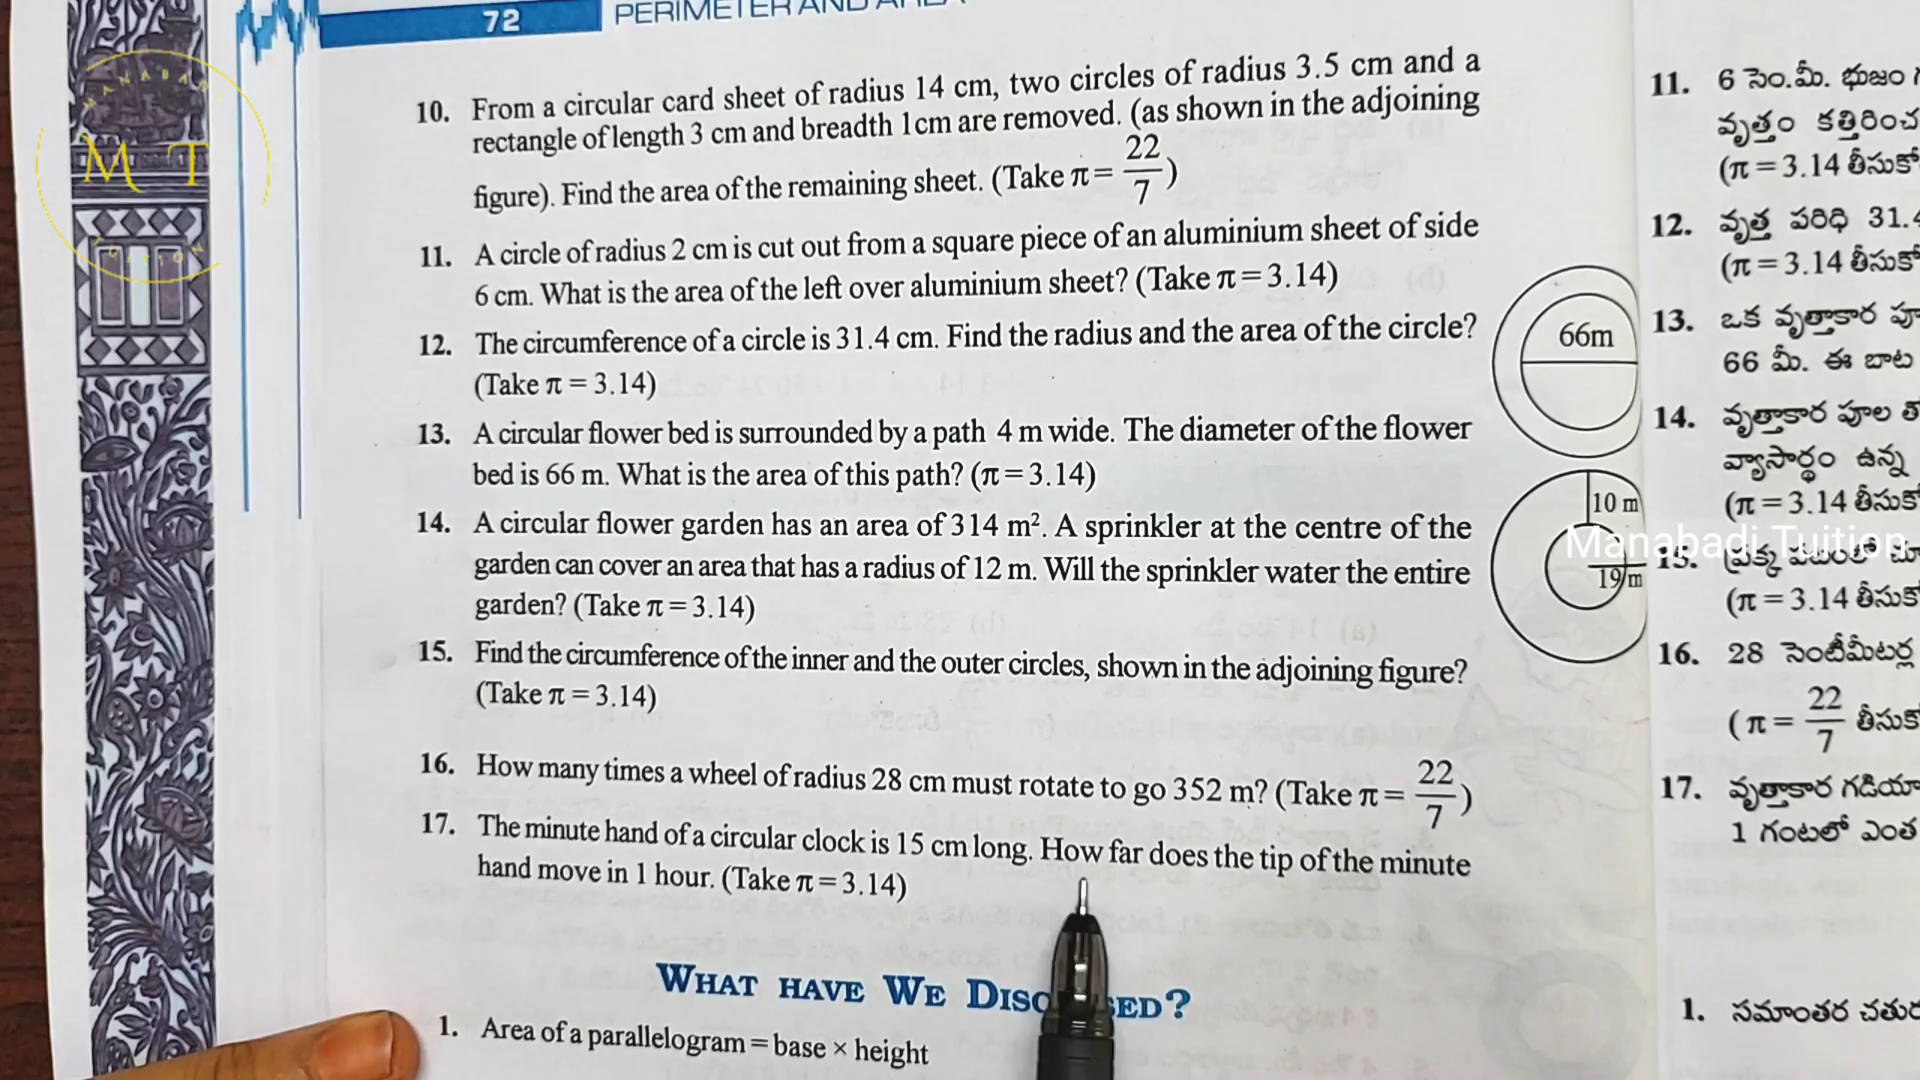 72 PERIMETER AND AREA
10. From a circular card sheet of radius 14 cm, two circles of radius 3.5 cm and a
rectangle of length 3 cm and breadth 1cm are removed. (as shown in the adjoining
figure). Find the area of the remaining sheet. (Take π = 22/7)
11. A circle of radius 2 cm is cut out from a square piece of an aluminium sheet of side
6 cm. What is the area of the left over aluminium sheet? (Take π = 3.14)
12. The circumference of a circle is 31.4 cm. Find the radius and the area of the circle?
(Take π = 3.14)
13. A circular flower bed is surrounded by a path 4 m wide. The diameter of the flower
bed is 66 m. What is the area of this path? (π = 3.14)
14. A circular flower garden has an area of 314 m². A sprinkler at the centre of the
garden can cover an area that has a radius of 12 m. Will the sprinkler water the entire
garden? (Take π = 3.14)
15. Find the circumference of the inner and the outer circles, shown in the adjoining figure?
(Take π = 3.14)
16. How many times a wheel of radius 28 cm must rotate to go 352 m? (Take π = 22/7)
17. The minute hand of a circular clock is 15 cm long. How far does the tip of the minute
hand move in 1 hour. (Take π = 3.14)
WHAT HAVE WE
1. Area of a parallelogram = base × height
66m
10 m
19 m
11. 6 సెం.మీ. భుజం
వృత్తం కత్తిరించ
(π = 3.14 తీసుకో
12. వృత్త పరిధి 31.4
(π = 3.14 తీసుకో
13. ఒక వృత్తాకార పూ
66 మీ. ఈ బాట
14. వృత్తాకార పూల తో
వ్యాసార్థం ఉన్న
(π = 3.14 తీసుకో
15. ప్రక్క పటంలో చూ
(π = 3.14 తీసుకో
16. 28 సెంటీమీటర్ల
(π = 22/7 తీసుకో
17. వృత్తాకార గడియా
1 గంటలో ఎంత
1. సమాంతర చతుర
Manabadi Tuition
MANABADI
M T
TUITION